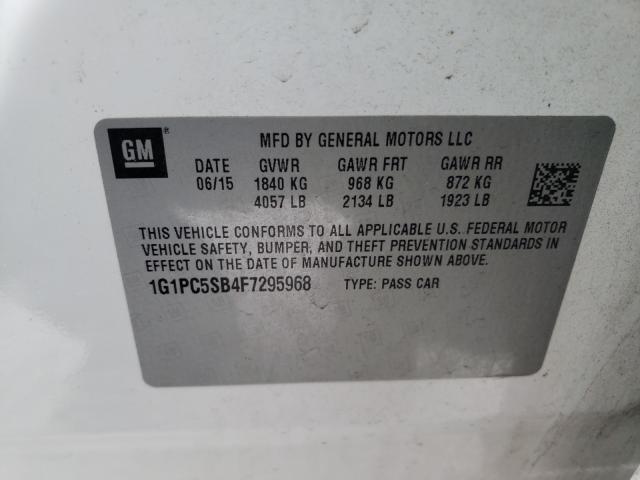 GM®
MFD BY GENERAL MOTORS LLC
DATE GVWR GAWR FRT GAWR RR
06/15 1840 KG 968 KG 872 KG
4057 LB 2134 LB 1923 LB
THIS VEHICLE CONFORMS TO ALL APPLICABLE U.S. FEDERAL MOTOR
VEHICLE SAFETY, BUMPER, AND THEFT PREVENTION STANDARDS IN
EFFECT ON THE DATE OF MANUFACTURE SHOWN ABOVE.
1G1PC5SB4F7295968 TYPE: PASS CAR